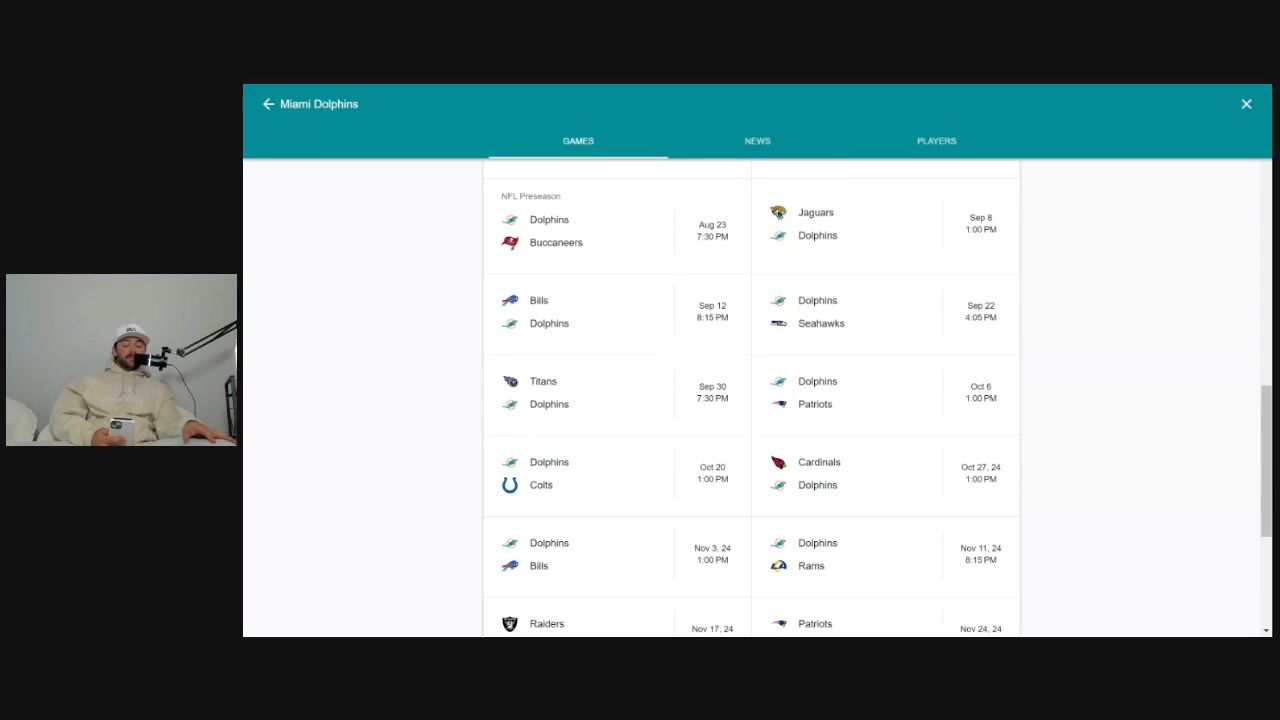 Miami Dolphins
GAMES
NEWS
PLAYERS
NFL Preseason
Dolphins
Buccaneers
Aug 23
7:30 PM
Jaguars
Dolphins
Sep 8
1:00 PM
Bills
Dolphins
Sep 12
8:15 PM
Dolphins
Seahawks
Sep 22
4:05 PM
Titans
Dolphins
Sep 30
7:30 PM
Dolphins
Patriots
Oct 6
1:00 PM
Dolphins
Colts
Oct 20
1:00 PM
Cardinals
Dolphins
Oct 27, 24
1:00 PM
Dolphins
Bills
Nov 3, 24
1:00 PM
Dolphins
Rams
Nov 11, 24
8:15 PM
Raiders
Nov 17, 24
Patriots
Nov 24, 24